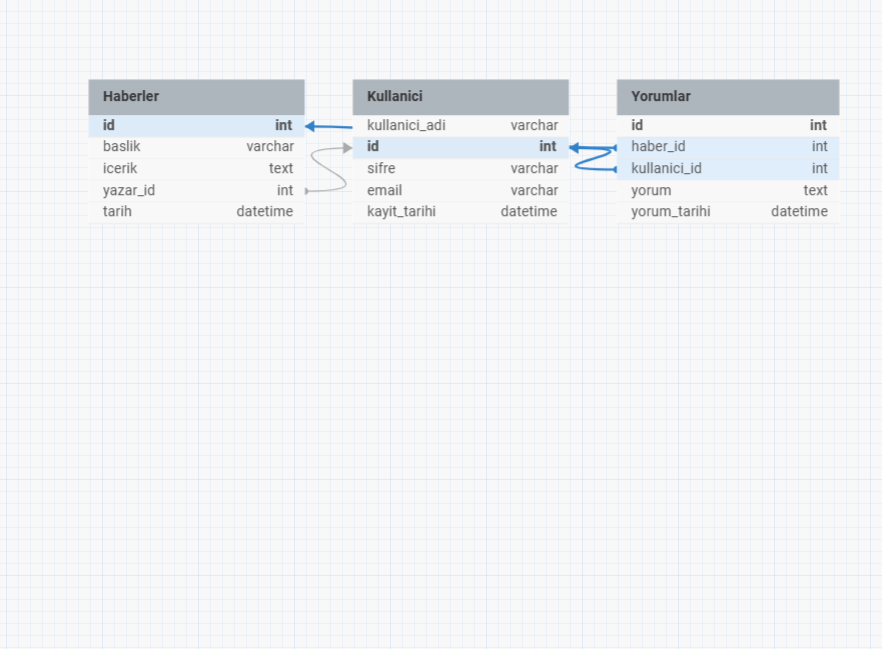 Haberler
id int
baslik varchar
icerik text
yazar_id int
tarih datetime
Kullanici
kullanici_adi varchar
id int
sifre varchar
email varchar
kayit_tarihi datetime
Yorumlar
id int
haber_id int
kullanici_id int
yorum text
yorum_tarihi datetime